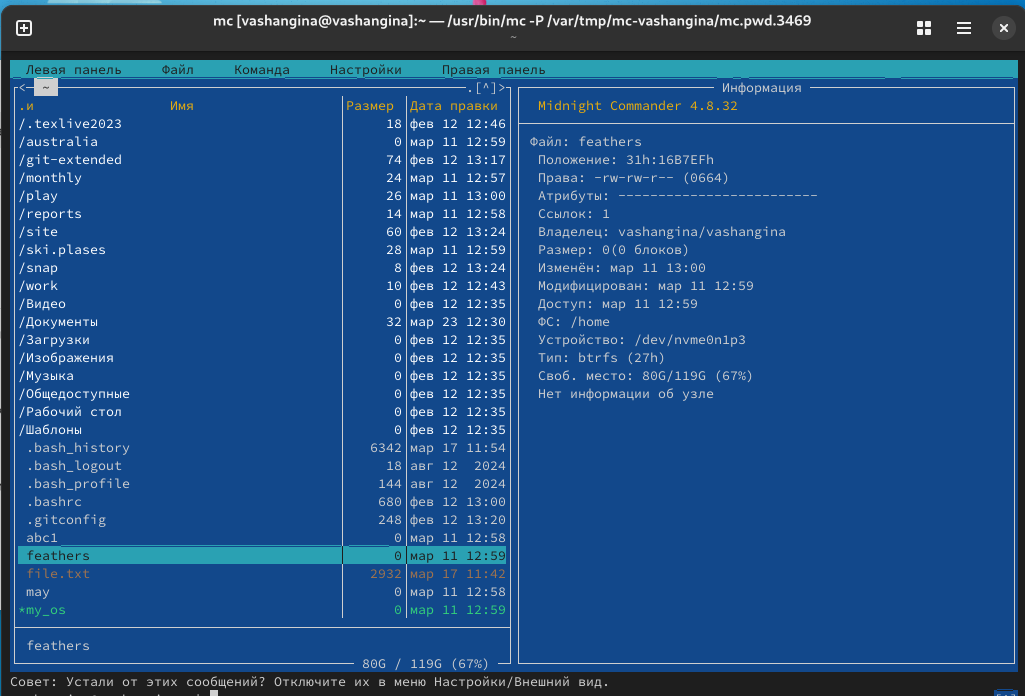 mc [vashangina@vashangina]:~ — /usr/bin/mc -P /var/tmp/mc-vashangina/mc.pwd.3469
~
Левая панель Файл Команда Настройки Правая панель
<─ ~ .[^]>
.и Имя Размер Дата правки
/.texlive2023 18 фев 12 12:46
/australia 0 мар 11 12:59
/git-extended 74 фев 12 13:17
/monthly 24 мар 11 12:57
/play 26 мар 11 13:00
/reports 14 мар 11 12:58
/site 60 фев 12 13:24
/ski.plases 28 мар 11 12:59
/snap 8 фев 12 13:24
/work 10 фев 12 12:43
/Видео 0 фев 12 12:35
/Документы 32 мар 23 12:30
/Загрузки 0 фев 12 12:35
/Изображения 0 фев 12 12:35
/Музыка 0 фев 12 12:35
/Общедоступные 0 фев 12 12:35
/Рабочий стол 0 фев 12 12:35
/Шаблоны 0 фев 12 12:35
.bash_history 6342 мар 17 11:54
.bash_logout 18 авг 12 2024
.bash_profile 144 авг 12 2024
.bashrc 680 фев 12 13:00
.gitconfig 248 фев 12 13:20
abc1 0 мар 11 12:58
feathers 0 мар 11 12:59
file.txt 2932 мар 17 11:42
may 0 мар 11 12:58
*my_os 0 мар 11 12:59
feathers
80G / 119G (67%)
Информация
Midnight Commander 4.8.32
Файл: feathers
Положение: 31h:16B7EFh
Права: -rw-rw-r-- (0664)
Атрибуты: -------------------------
Ссылок: 1
Владелец: vashangina/vashangina
Размер: 0(0 блоков)
Изменён: мар 11 13:00
Модифицирован: мар 11 12:59
Доступ: мар 11 12:59
ФС: /home
Устройство: /dev/nvme0n1p3
Тип: btrfs (27h)
Своб. место: 80G/119G (67%)
Нет информации об узле
Совет: Устали от этих сообщений? Отключите их в меню Настройки/Внешний вид.